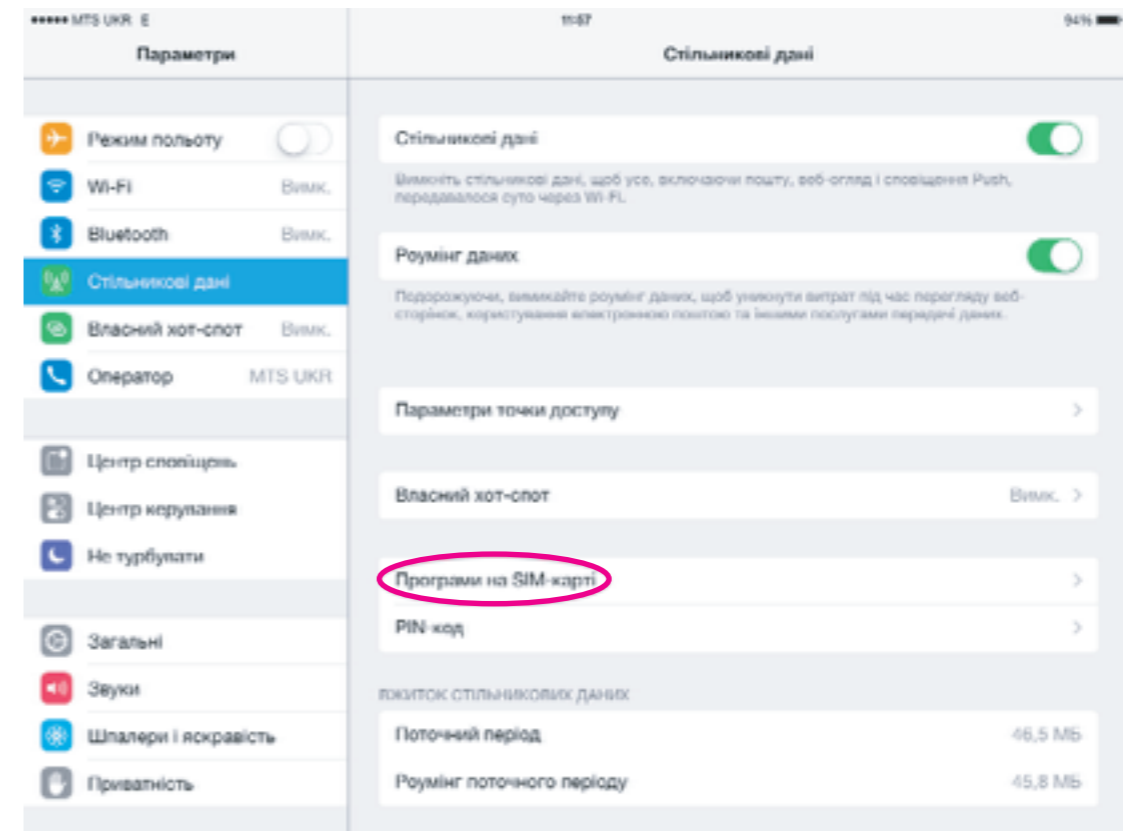 MTS UKR E
11:57
94%
Параметри
Стільникові дані
Режим польоту
Wi-Fi Вимк.
Bluetooth Вимк.
Стільникові дані
Власний хот-спот Вимк.
Оператор MTS UKR
Центр сповіщень
Центр керування
Не турбувати
Загальні
Звуки
Шпалери і яскравість
Приватність
Стільникові дані
Вимкніть стільникові дані, щоб усе, включаючи пошту, веб-огляд і сповіщення Push,
передавалося суто через Wi-Fi.
Роумінг даних
Подорожуючи, вимикайте роумінг даних, щоб уникнути витрат під час перегляду веб-
сторінок, користування електронною поштою та іншими послугами передачі даних.
Параметри точки доступу
Власний хот-спот Вимк.
Програми на SIM-карті
PIN-код
ВЖИТОК СТІЛЬНИКОВИХ ДАНИХ
Поточний період 46,5 МБ
Роумінг поточного періоду 45,8 МБ